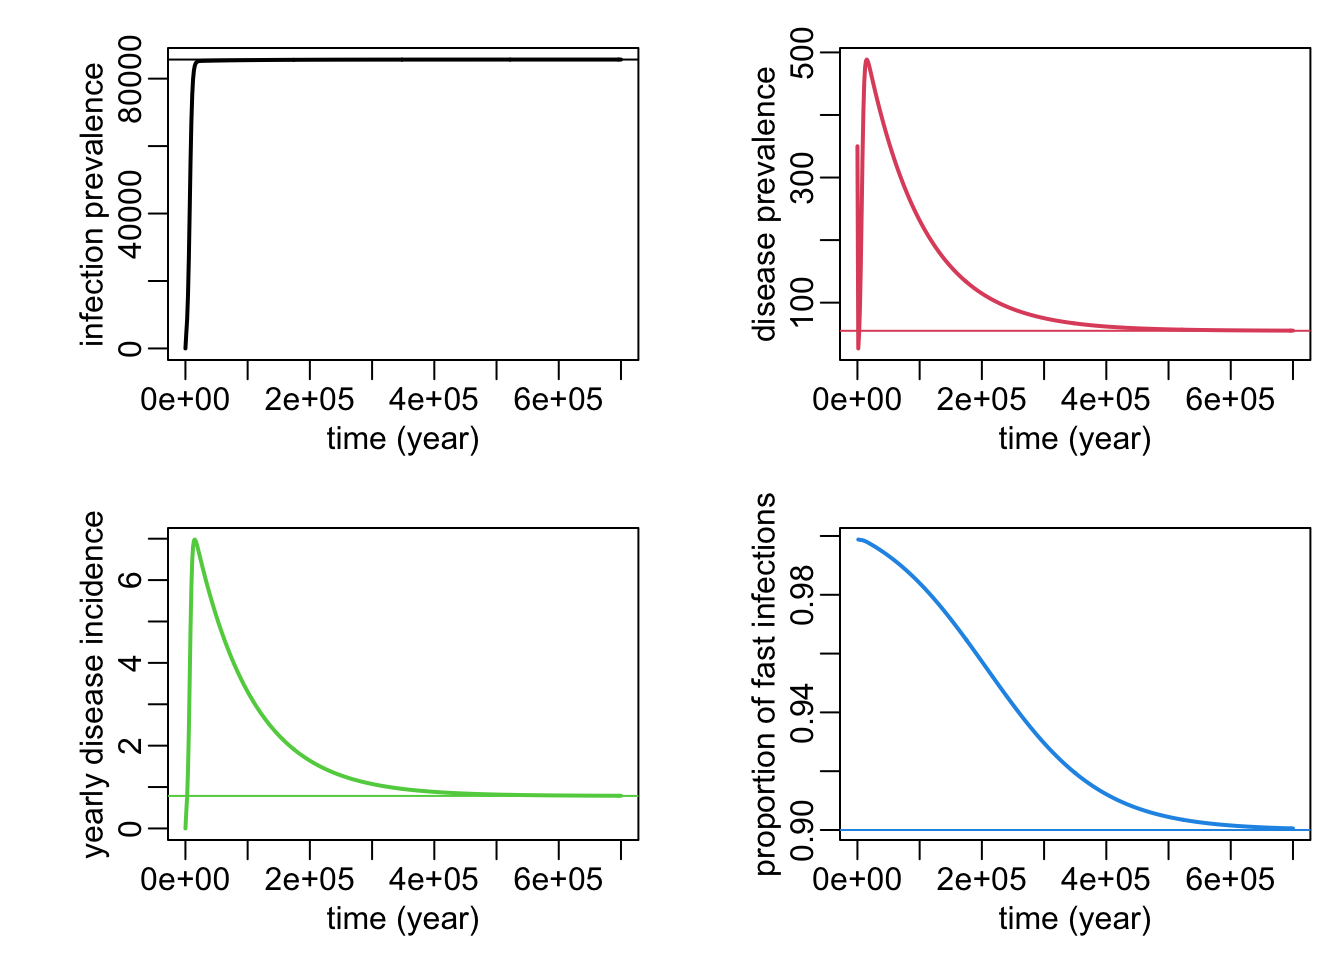 infection prevalence
0
40000
80000
0e+00 2e+05 4e+05 6e+05
time (year)
disease prevalence
100
300
500
0e+00 2e+05 4e+05 6e+05
time (year)
yearly disease incidence
0
2
4
6
0e+00 2e+05 4e+05 6e+05
time (year)
proportion of fast infections
0.90
0.94
0.98
0e+00 2e+05 4e+05 6e+05
time (year)